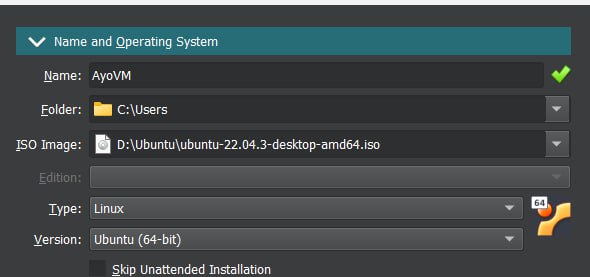 Name and Operating System
Name: AyoVM
Folder: C:\Users
ISO Image: D:\Ubuntu\ubuntu-22.04.3-desktop-amd64.iso
Edition:
Type: Linux
64
Version: Ubuntu (64-bit)
Skip Unattended Installation